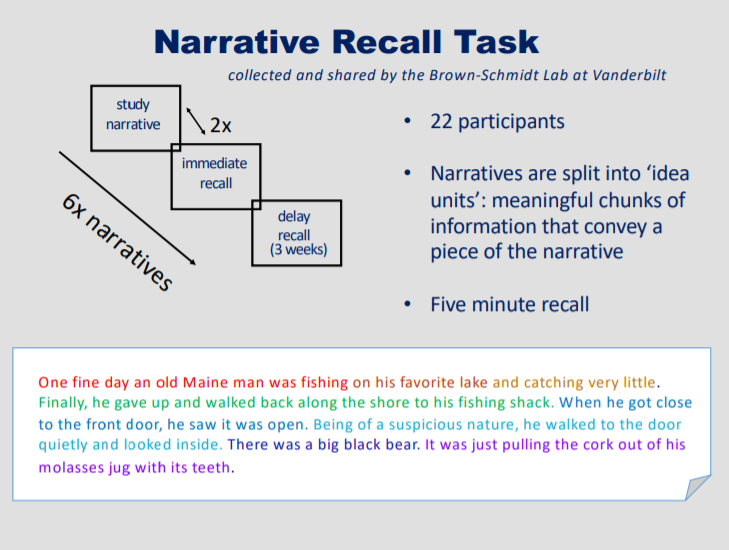 Narrative Recall Task
collected and shared by the Brown-Schmidt Lab at Vanderbilt
study
narrative
2x
immediate
recall
delay
recall
(3 weeks)
6x narratives
• 22 participants
• Narratives are split into ‘idea
units’: meaningful chunks of
information that convey a
piece of the narrative
• Five minute recall
One fine day an old Maine man was fishing on his favorite lake and catching very little.
Finally, he gave up and walked back along the shore to his fishing shack. When he got close
to the front door, he saw it was open. Being of a suspicious nature, he walked to the door
quietly and looked inside. There was a big black bear. It was just pulling the cork out of his
molasses jug with its teeth.